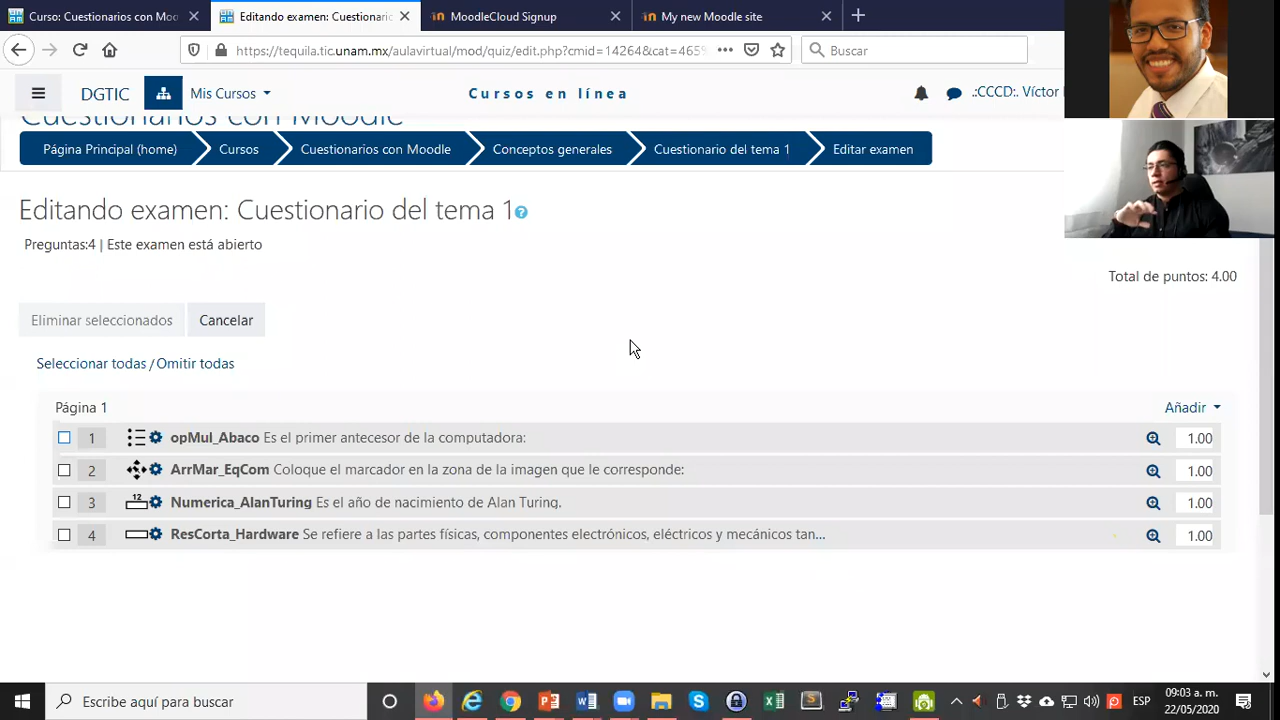 Curso: Cuestionarios con Moo
Editando examen: Cuestionaric
MoodleCloud Signup
My new Moodle site
https://tequila.tic.unam.mx/aulavirtual/mod/quiz/edit.php?cmid=14264&cat=465%
Buscar
DGTIC
Mis Cursos
Cursos en línea
.:CCCD:. Víctor
Cuestionarios con Moodle
Página Principal (home)
Cursos
Cuestionarios con Moodle
Conceptos generales
Cuestionario del tema 1
Editar examen
Editando examen: Cuestionario del tema 1
Preguntas:4 | Este examen está abierto
Total de puntos: 4.00
Eliminar seleccionados
Cancelar
Seleccionar todas / Omitir todas
Página 1
Añadir
1 opMul_Abaco Es el primer antecesor de la computadora: 1.00
2 ArrMar_EqCom Coloque el marcador en la zona de la imagen que le corresponde: 1.00
3 12 Numerica_AlanTuring Es el año de nacimiento de Alan Turing. 1.00
4 ResCorta_Hardware Se refiere a las partes físicas, componentes electrónicos, eléctricos y mecánicos tan... 1.00
Escribe aquí para buscar
ESP
09:03 a. m.
22/05/2020